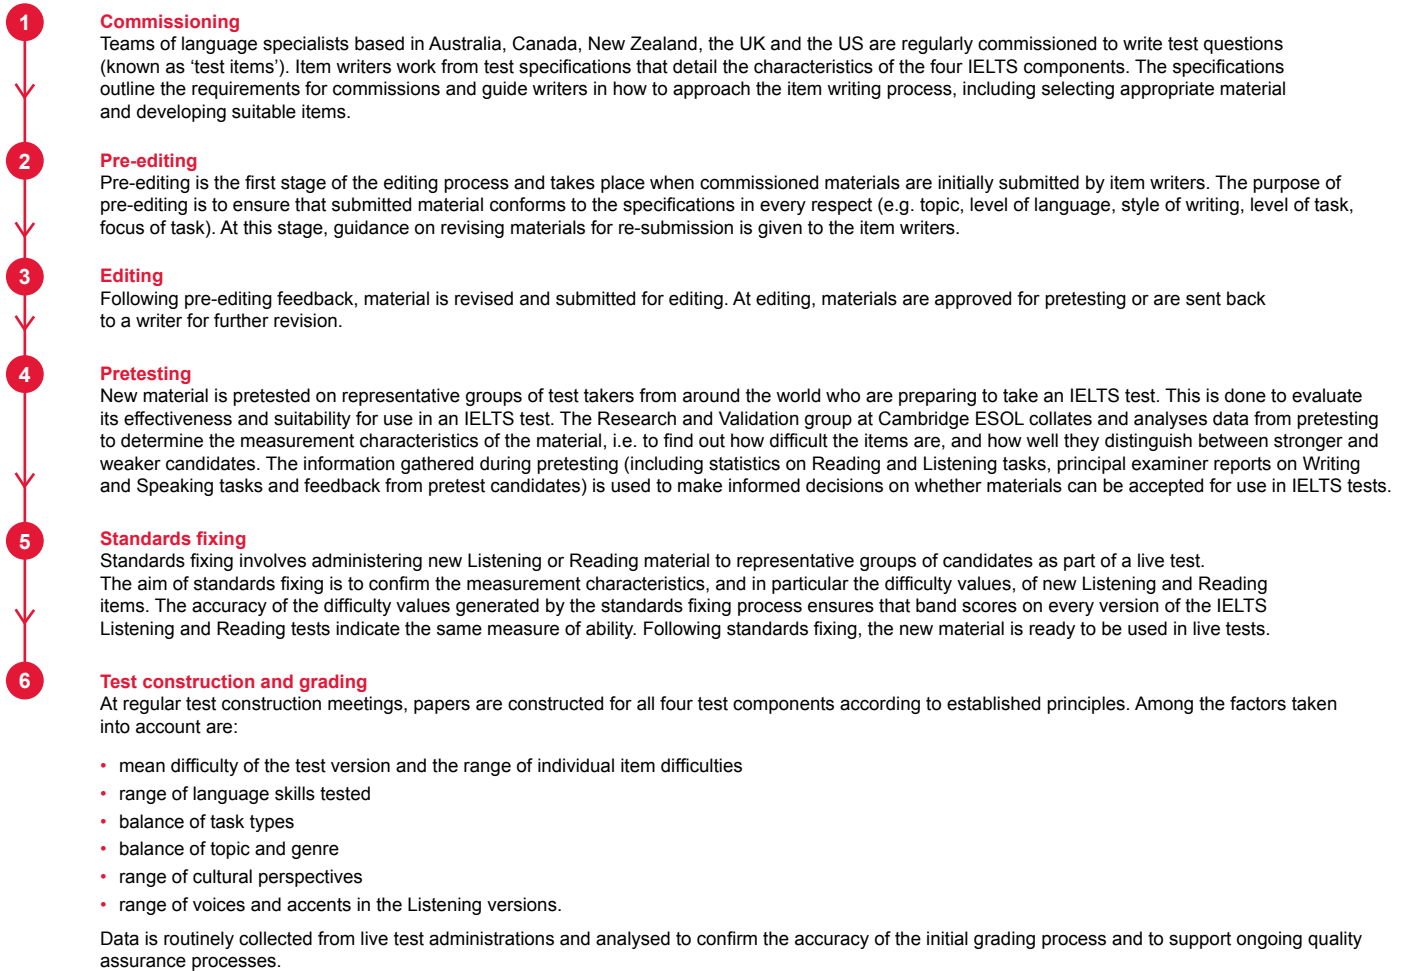 1
Commissioning
Teams of language specialists based in Australia, Canada, New Zealand, the UK and the US are regularly commissioned to write test questions
(known as ‘test items’). Item writers work from test specifications that detail the characteristics of the four IELTS components. The specifications
outline the requirements for commissions and guide writers in how to approach the item writing process, including selecting appropriate material
and developing suitable items.
2
Pre-editing
Pre-editing is the first stage of the editing process and takes place when commissioned materials are initially submitted by item writers. The purpose of
pre-editing is to ensure that submitted material conforms to the specifications in every respect (e.g. topic, level of language, style of writing, level of task,
focus of task). At this stage, guidance on revising materials for re-submission is given to the item writers.
3
Editing
Following pre-editing feedback, material is revised and submitted for editing. At editing, materials are approved for pretesting or are sent back
to a writer for further revision.
4
Pretesting
New material is pretested on representative groups of test takers from around the world who are preparing to take an IELTS test. This is done to evaluate
its effectiveness and suitability for use in an IELTS test. The Research and Validation group at Cambridge ESOL collates and analyses data from pretesting
to determine the measurement characteristics of the material, i.e. to find out how difficult the items are, and how well they distinguish between stronger and
weaker candidates. The information gathered during pretesting (including statistics on Reading and Listening tasks, principal examiner reports on Writing
and Speaking tasks and feedback from pretest candidates) is used to make informed decisions on whether materials can be accepted for use in IELTS tests.
5
Standards fixing
Standards fixing involves administering new Listening or Reading material to representative groups of candidates as part of a live test.
The aim of standards fixing is to confirm the measurement characteristics, and in particular the difficulty values, of new Listening and Reading
items. The accuracy of the difficulty values generated by the standards fixing process ensures that band scores on every version of the IELTS
Listening and Reading tests indicate the same measure of ability. Following standards fixing, the new material is ready to be used in live tests.
6
Test construction and grading
At regular test construction meetings, papers are constructed for all four test components according to established principles. Among the factors taken
into account are:
• mean difficulty of the test version and the range of individual item difficulties
• range of language skills tested
• balance of task types
• balance of topic and genre
• range of cultural perspectives
• range of voices and accents in the Listening versions.
Data is routinely collected from live test administrations and analysed to confirm the accuracy of the initial grading process and to support ongoing quality
assurance processes.